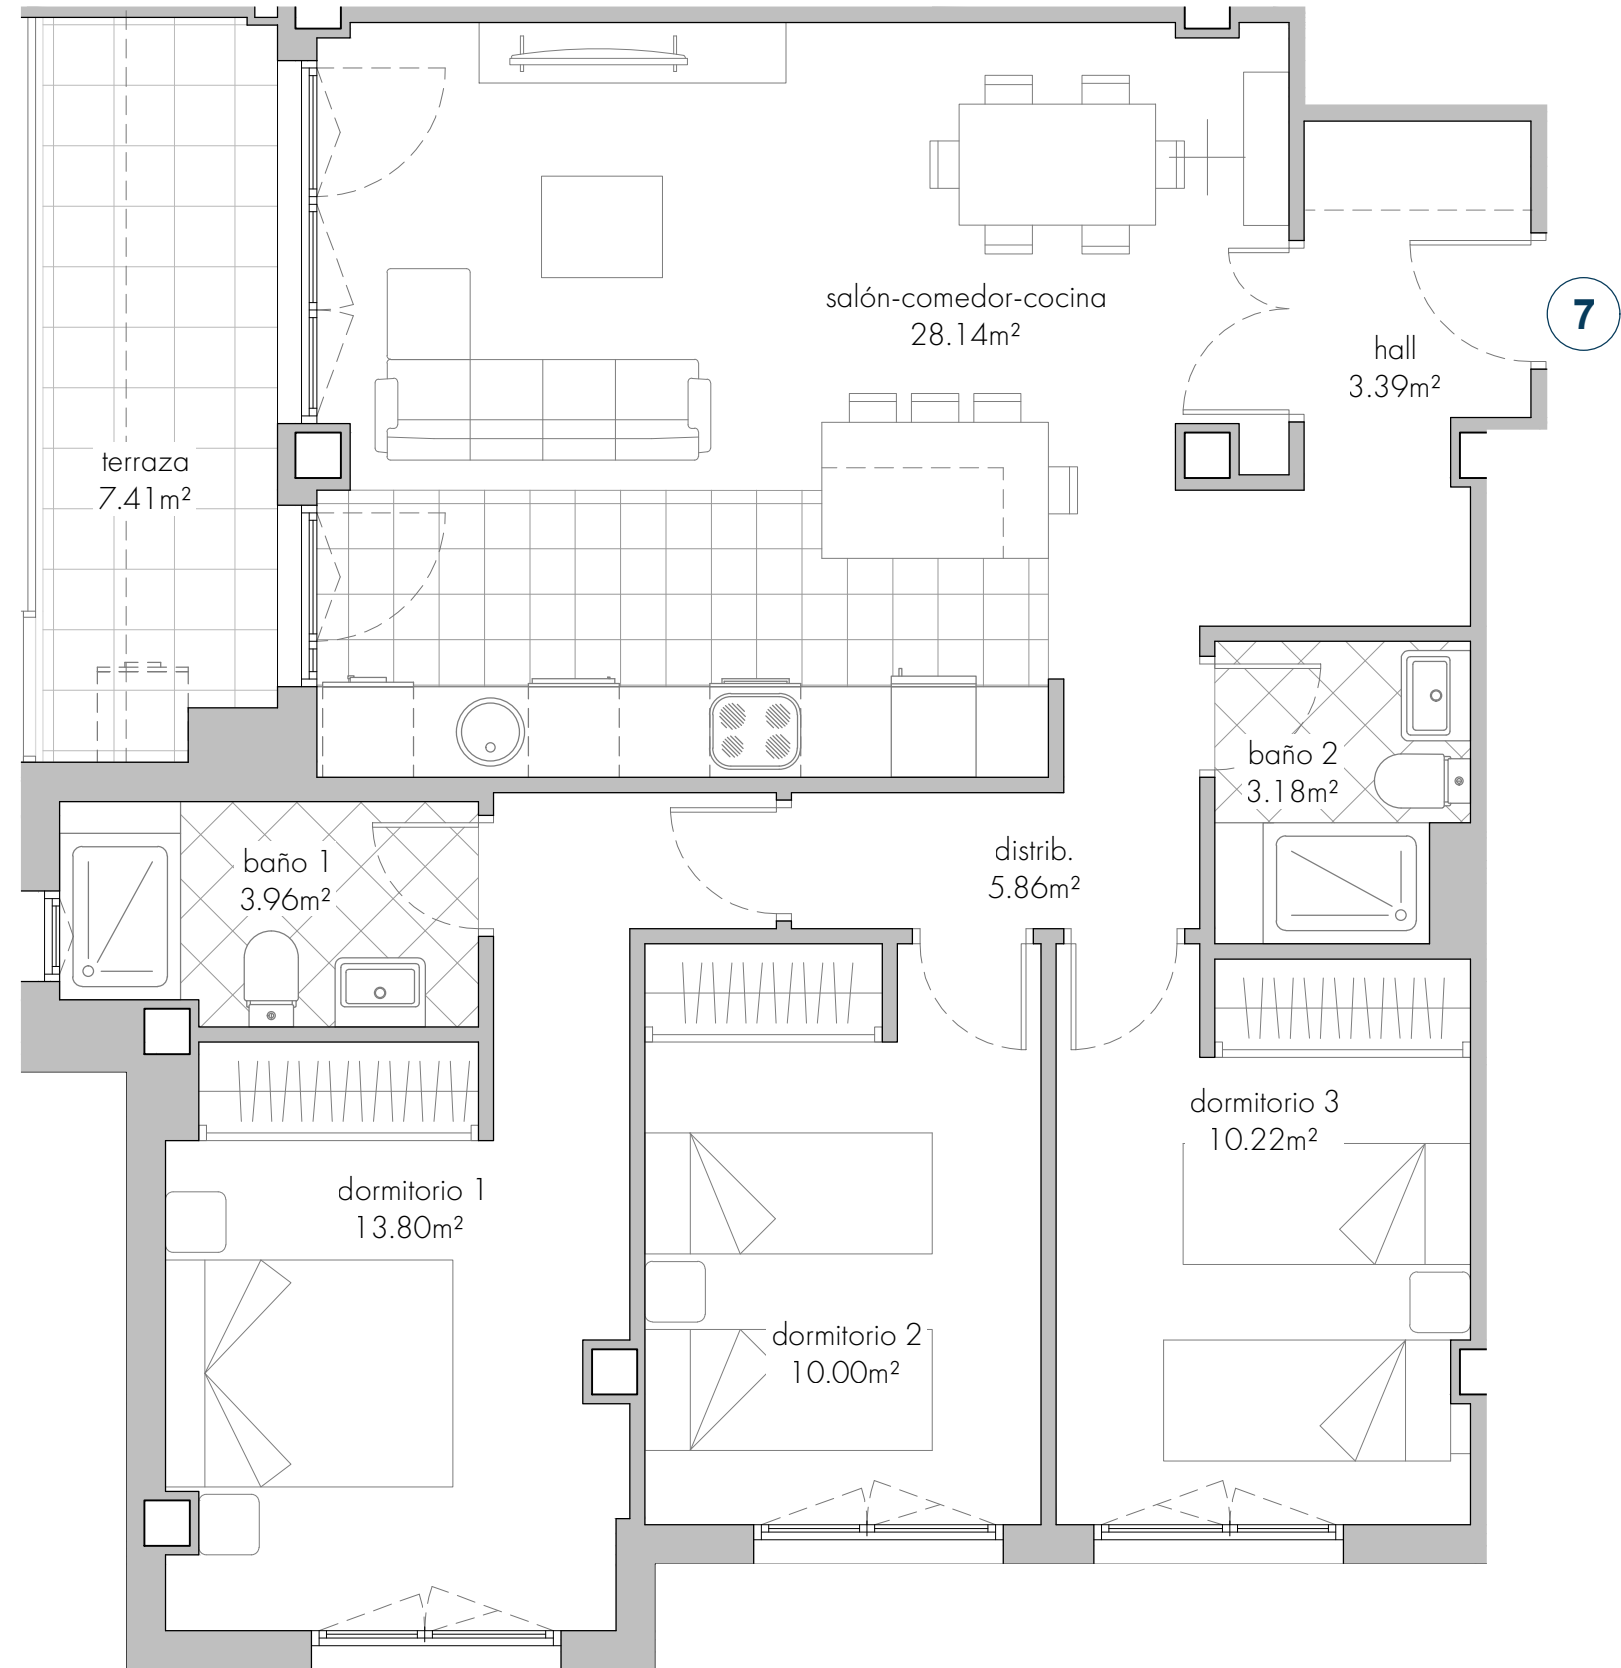 salón-comedor-cocina
28.14m²
7
hall
3.39m²
terraza
7.41m²
baño 2
3.18m²
baño 1
3.96m²
distrib.
5.86m²
dormitorio 3
10.22m²
dormitorio 1
13.80m²
dormitorio 2
10.00m²